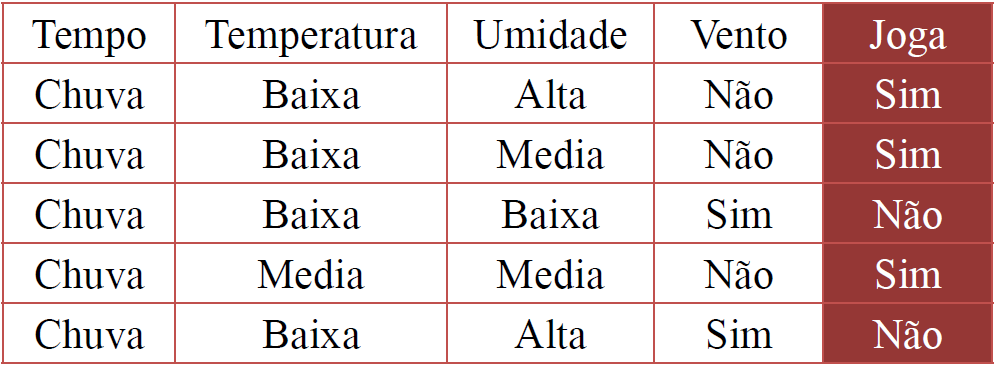 Tempo Temperatura Umidade Vento Joga
Chuva Baixa Alta Não Sim
Chuva Baixa Media Não Sim
Chuva Baixa Baixa Sim Não
Chuva Media Media Não Sim
Chuva Baixa Alta Sim Não